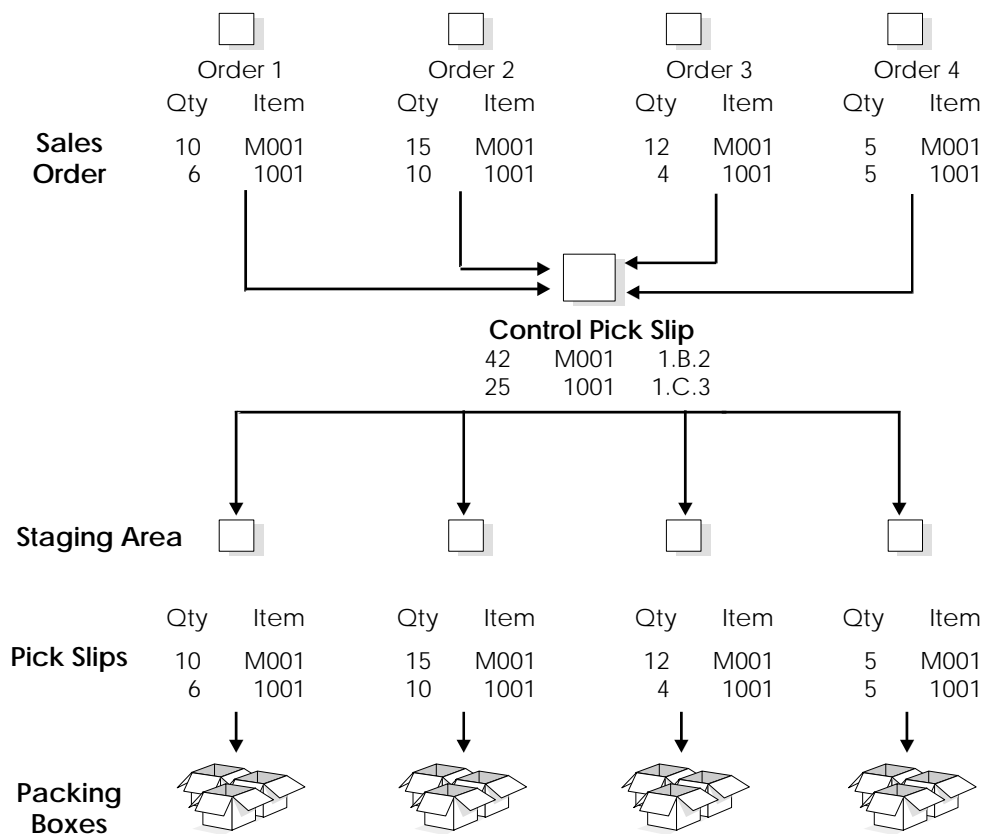 Order 1 Order 2 Order 3 Order 4
Qty Item Qty Item Qty Item Qty Item
Sales Order
10 M001 15 M001 12 M001 5 M001
6 1001 10 1001 4 1001 5 1001
Control Pick Slip
42 M001 1.B.2
25 1001 1.C.3
Staging Area
Qty Item Qty Item Qty Item Qty Item
Pick Slips
10 M001 15 M001 12 M001 5 M001
6 1001 10 1001 4 1001 5 1001
Packing
Boxes